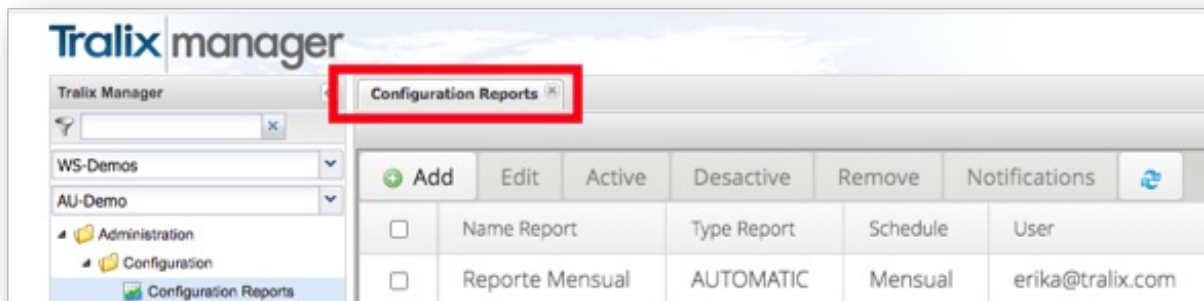 Tralix manager
Tralix Manager
Configuration Reports
WS-Demos
AU-Demo
Administration
Configuration
Configuration Reports
Add Edit Active Desactive Remove Notifications
Name Report Type Report Schedule User
Reporte Mensual AUTOMATIC Mensual erika@tralix.com